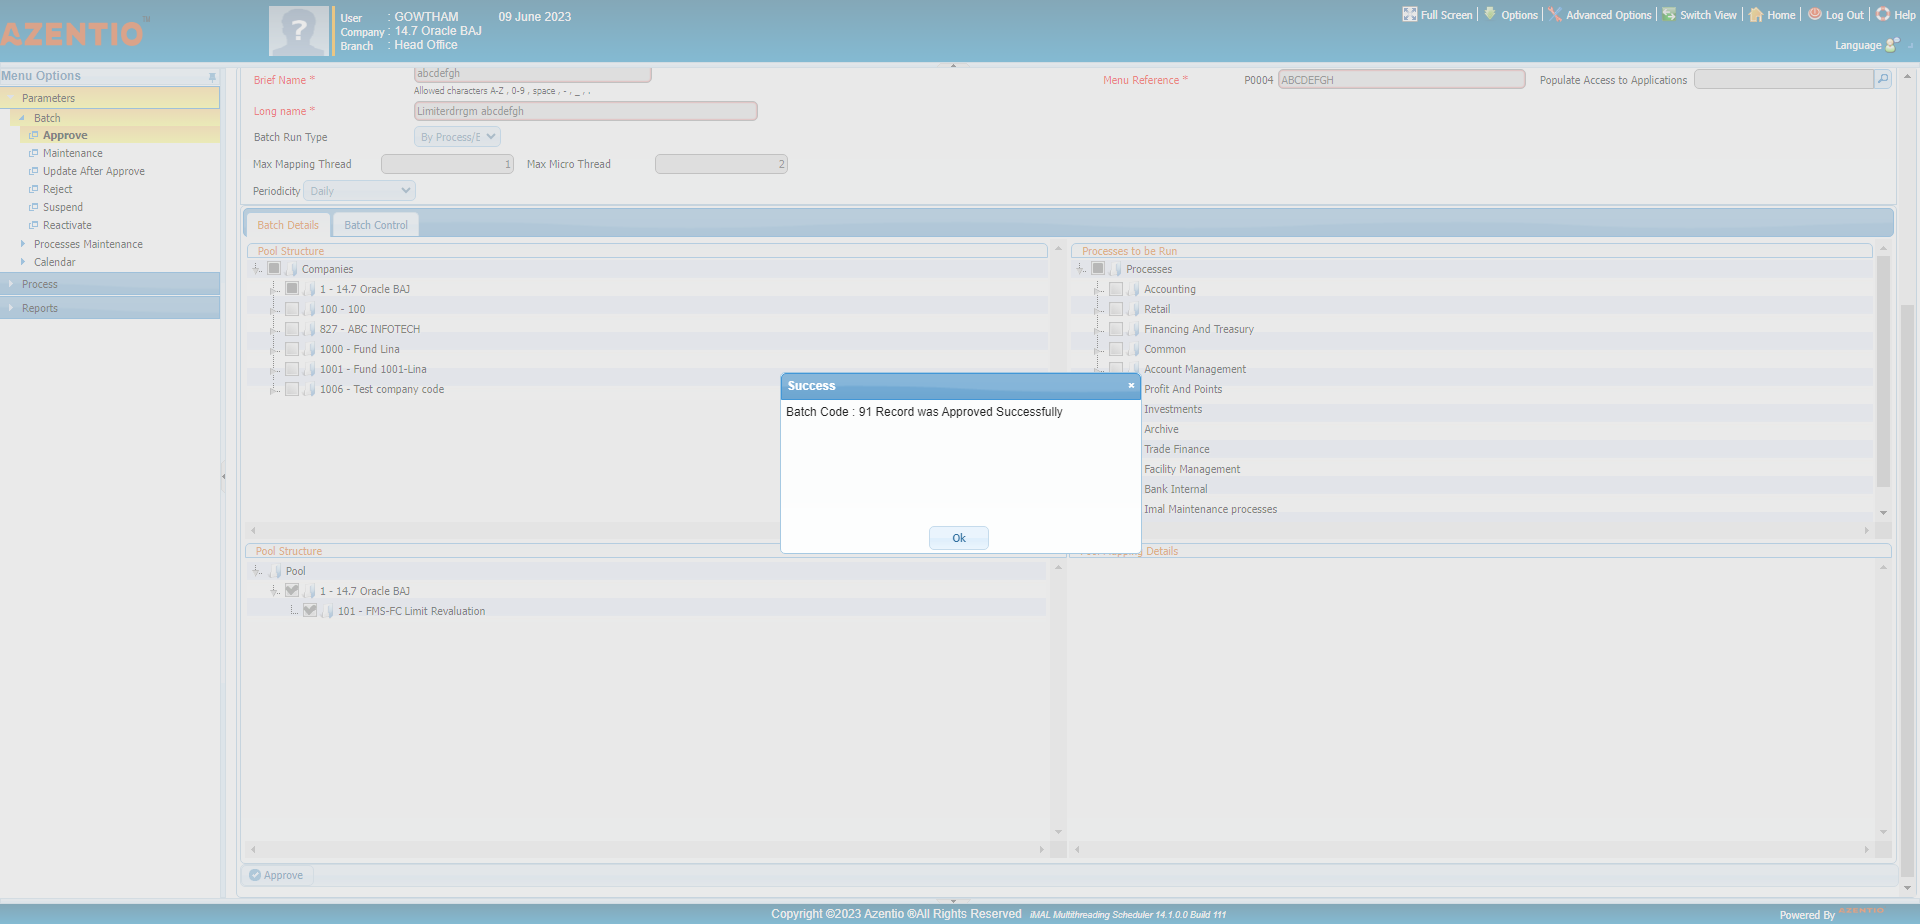 AZENTIO TM
User : GOWTHAM 09 June 2023
Company : 14.7 Oracle BAJ
Branch : Head Office
Full Screen Options Advanced Options Switch View Home Log Out Help
Language
Menu Options
Parameters
Batch
Approve
Maintenance
Update After Approve
Reject
Suspend
Reactivate
Processes Maintenance
Calendar
Process
Reports
Brief Name * abcdefgh Menu Reference * P0004 ABCDEFGH Populate Access to Applications
Allowed characters A-Z , 0-9 , space , - , _ , .
Long name * Limiterdrrgm abcdefgh
Batch Run Type By Process/E
Max Mapping Thread 1 Max Micro Thread 2
Periodicity Daily
Batch Details Batch Control
Pool Structure
Companies
1 - 14.7 Oracle BAJ
100 - 100
827 - ABC INFOTECH
1000 - Fund Lina
1001 - Fund 1001-Lina
1006 - Test company code
Processes to be Run
Processes
Accounting
Retail
Financing And Treasury
Common
Account Management
Profit And Points
Investments
Archive
Trade Finance
Facility Management
Bank Internal
Imal Maintenance processes
Success
Batch Code : 91 Record was Approved Successfully
Ok
Pool Structure
Pool
1 - 14.7 Oracle BAJ
101 - FMS-FC Limit Revaluation
Details
Approve
Copyright ©2023 Azentio ®All Rights Reserved iMAL Multithreading Scheduler 14.1.0.0 Build 111
Powered By AZENTIO